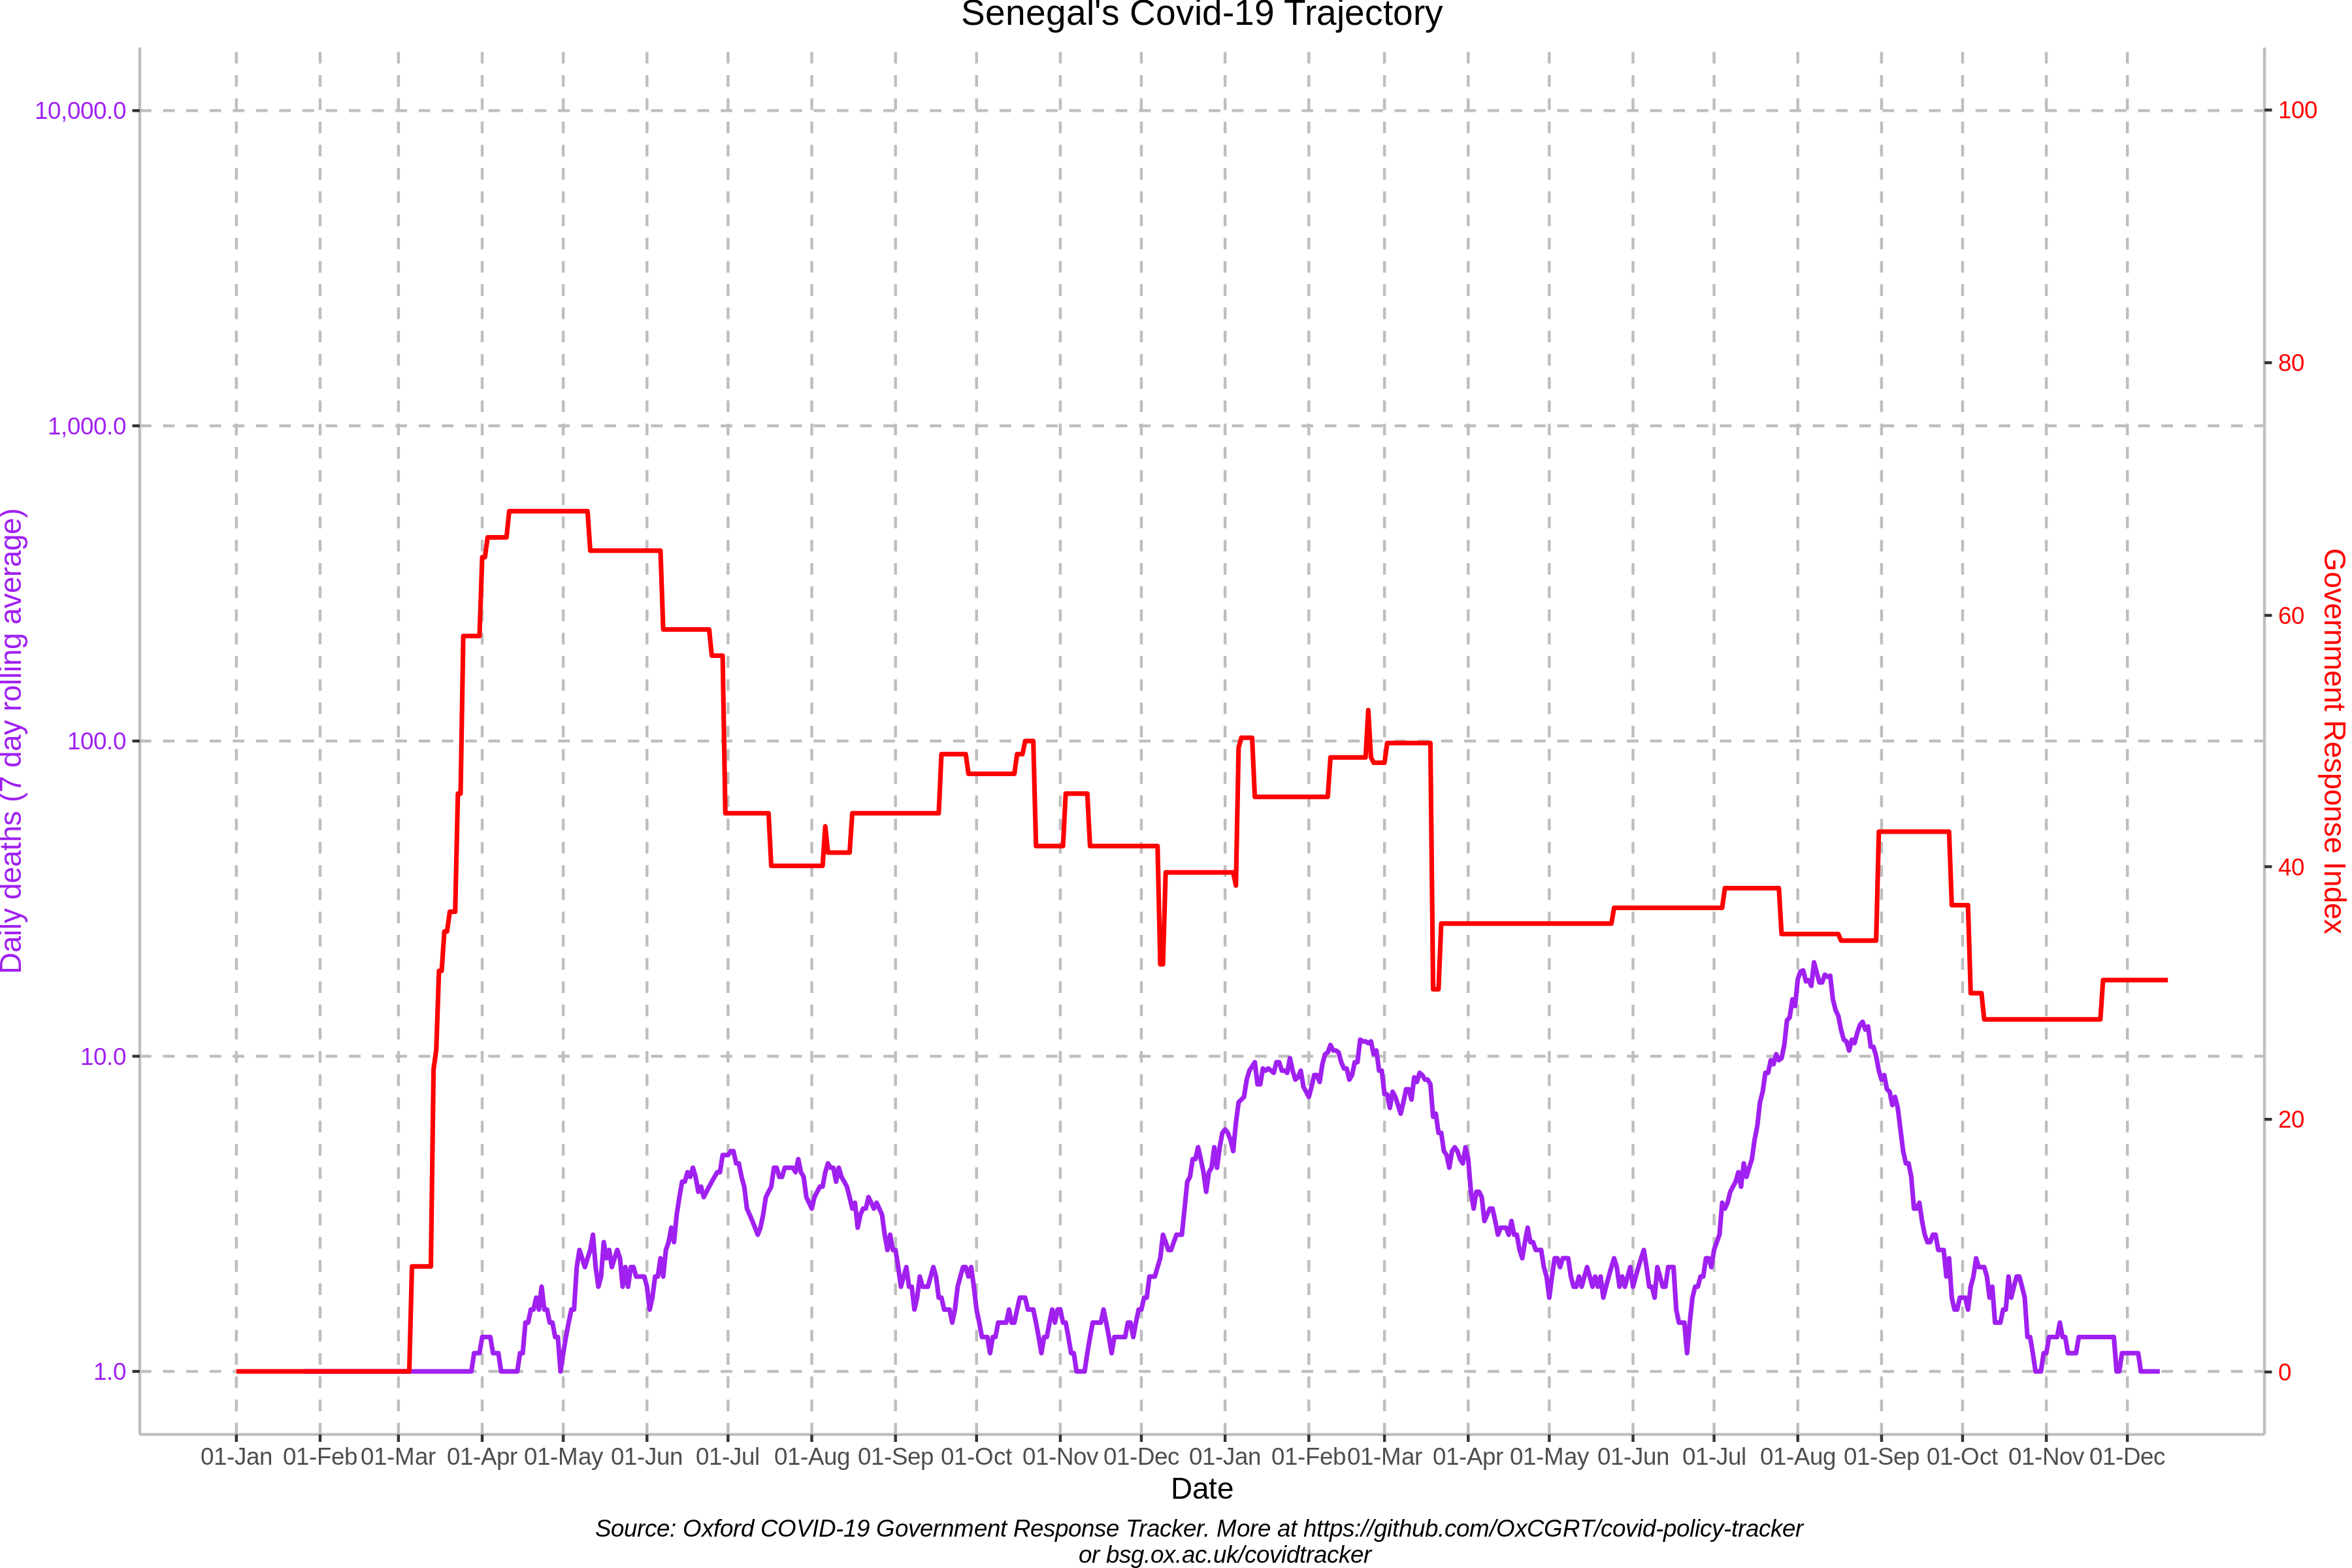 Senegal's Covid-19 Trajectory
10,000.0
1,000.0
100.0
10.0
1.0
Daily deaths (7 day rolling average)
100
80
60
40
20
0
Government Response Index
01-Jan 01-Feb 01-Mar 01-Apr 01-May 01-Jun 01-Jul 01-Aug 01-Sep 01-Oct 01-Nov 01-Dec 01-Jan 01-Feb 01-Mar 01-Apr 01-May 01-Jun 01-Jul 01-Aug 01-Sep 01-Oct 01-Nov 01-Dec
Date
Source: Oxford COVID-19 Government Response Tracker. More at https://github.com/OxCGRT/covid-policy-tracker
or bsg.ox.ac.uk/covidtracker